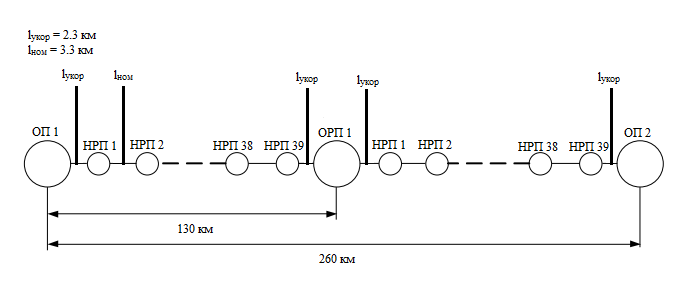 lукор = 2.3 км
lном = 3.3 км
lукор lном lукор lукор lукор
ОП 1 НРП 1 НРП 2 НРП 38 НРП 39 ОРП 1 НРП 1 НРП 2 НРП 38 НРП 39 ОП 2
130 км
260 км